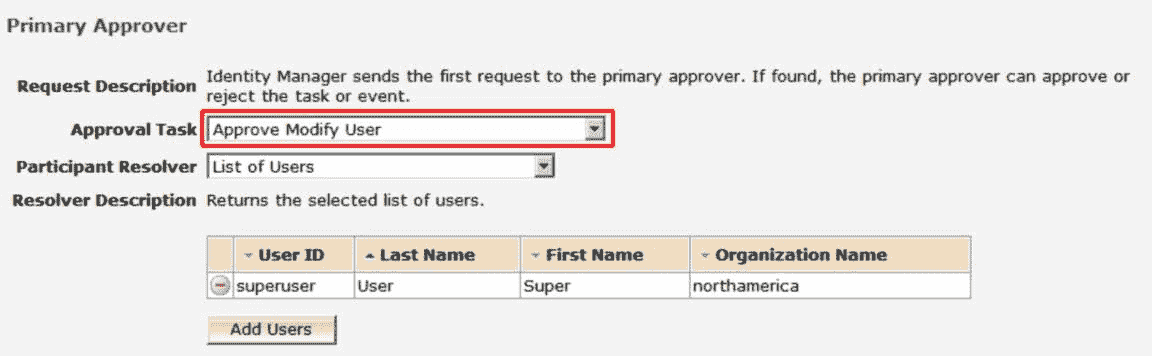 Primary Approver
Request Description Identity Manager sends the first request to the primary approver. If found, the primary approver can approve or
reject the task or event.
Approval Task Approve Modify User
Participant Resolver List of Users
Resolver Description Returns the selected list of users.
User ID Last Name First Name Organization Name
superuser User Super northamerica
Add Users